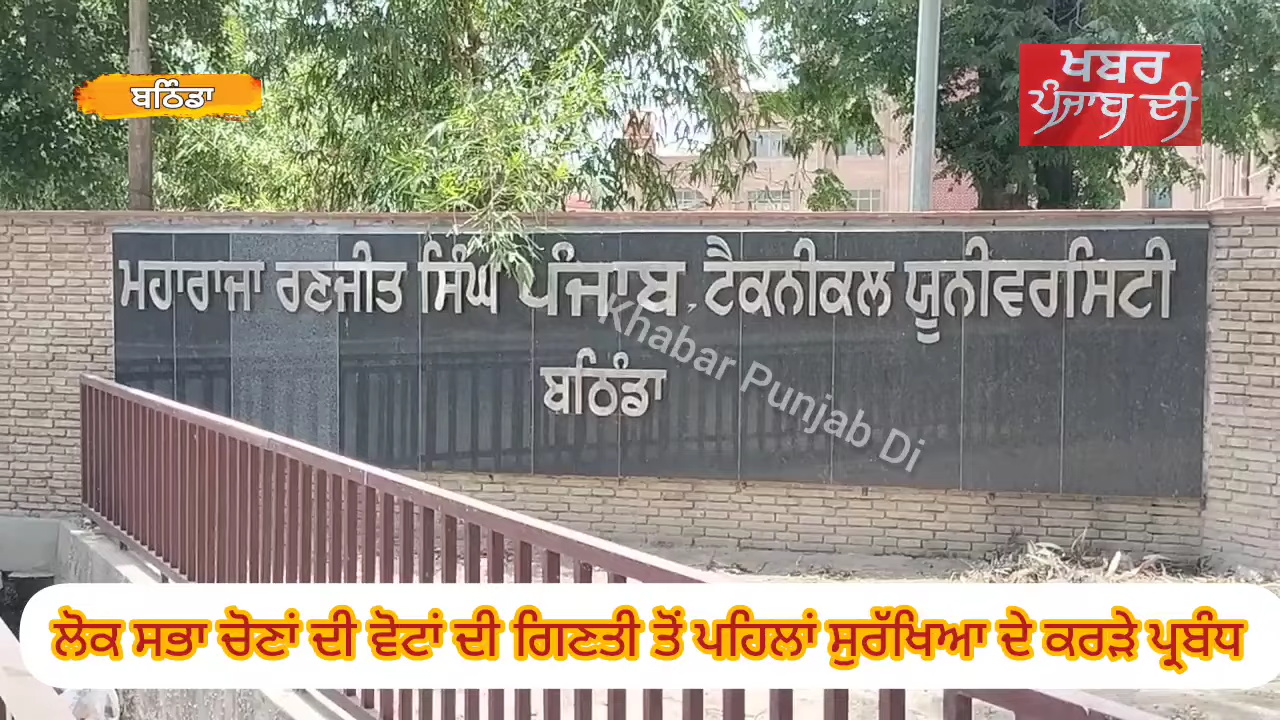 ਬਠਿੰਡਾ
ਖਬਰ
ਪੰਜਾਬ ਦੀ
ਮਹਾਰਾਜਾ ਰਣਜੀਤ ਸਿੰਘ ਪੰਜਾਬ ਟੈਕਨੀਕਲ ਯੂਨੀਵਰਸਿਟੀ
ਬਠਿੰਡਾ
Khabar Punjab Di
ਲੋਕ ਸਭਾ ਚੋਣਾਂ ਦੀ ਵੋਟਾਂ ਦੀ ਗਿਣਤੀ ਤੋਂ ਪਹਿਲਾਂ ਸੁਰੱਖਿਆ ਦੇ ਕਰੜੇ ਪ੍ਰਬੰਧ